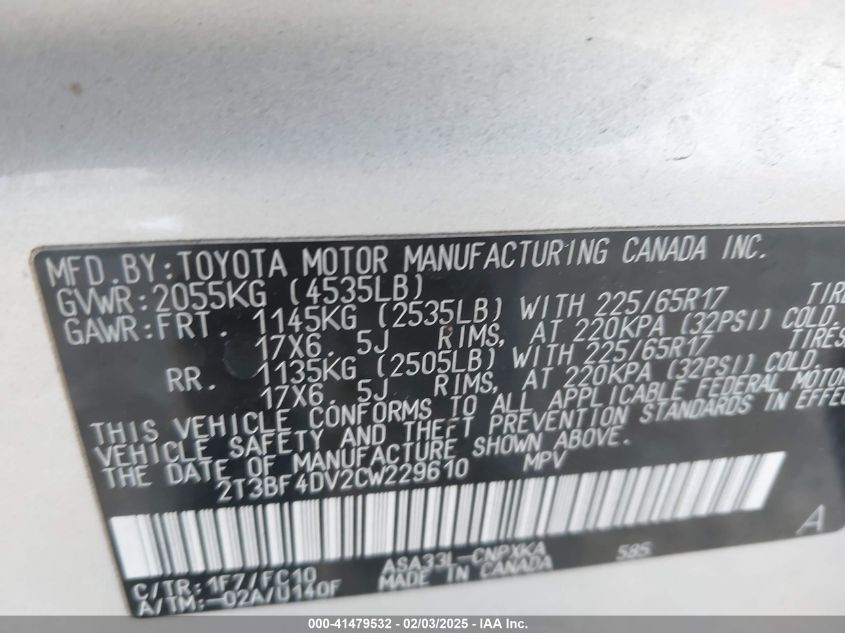 MFD.BY:TOYOTA MOTOR MANUFACTURING CANADA INC.
GVWR:2055KG (4535LB)
GAWR:FRT. 1145KG (2535LB) WITH 225/65R17 TIRE
17X6.5J RIMS, AT 220KPA (32PSI) COLD.
RR. 1135KG (2505LB) WITH 225/65R17 TIRES
17X6.5J RIMS, AT 220KPA (32PSI) COLD.
THIS VEHICLE CONFORMS TO ALL APPLICABLE FEDERAL MOTOR
VEHICLE SAFETY AND THEFT PREVENTION STANDARDS IN EFFE
THE DATE OF MANUFACTURE SHOWN ABOVE.
2T3BF4DV2CW229610 MPV
A
ASA33L-CNPXKA 585
C/TR:1F7/FC10 MADE IN CANADA
A/TM:-02A/U140F
000-41479532 - 02/03/2025 - IAA Inc.